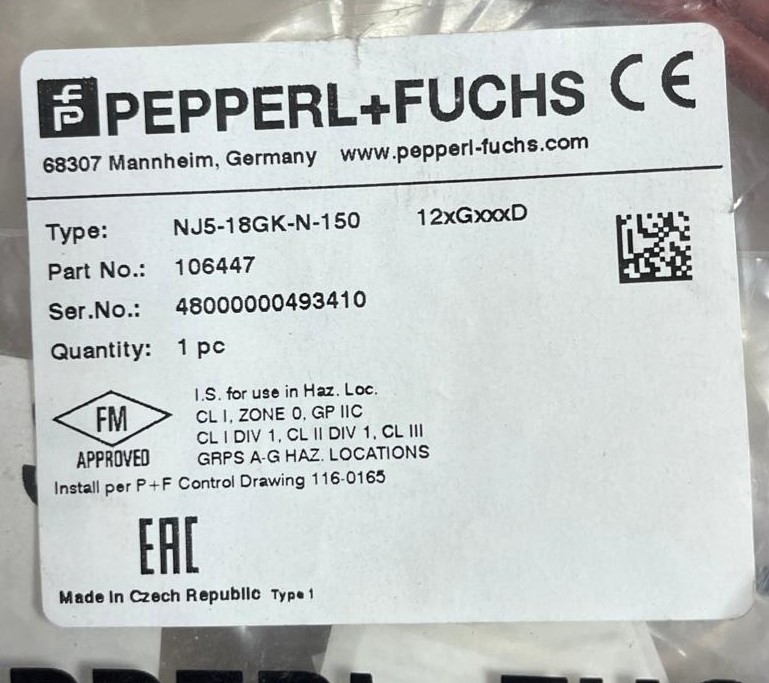 PEPPERL+FUCHS CE
68307 Mannheim, Germany www.pepperl-fuchs.com
Type: NJ5-18GK-N-150 12xGxxxD
Part No.: 106447
Ser.No.: 48000000493410
Quantity: 1 pc
FM
APPROVED
I.S. for use in Haz. Loc.
CL I, ZONE 0, GP IIC
CL I DIV 1, CL II DIV 1, CL III
GRPS A-G HAZ. LOCATIONS
Install per P+F Control Drawing 116-0165
EAC
Made in Czech Republic Type 1